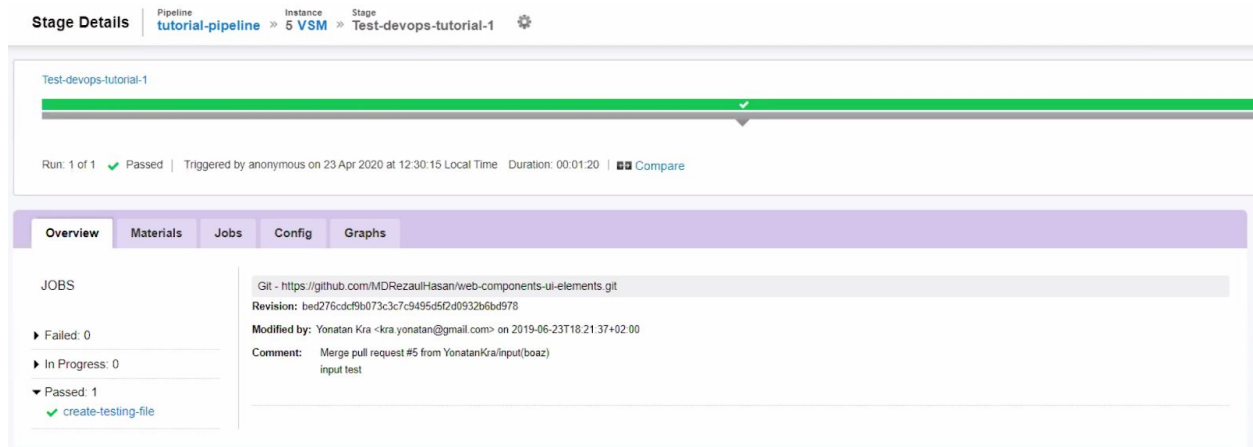 Stage Details
Pipeline Instance Stage
tutorial-pipeline » 5 VSM » Test-devops-tutorial-1
Test-devops-tutorial-1
Run: 1 of 1 Passed | Triggered by anonymous on 23 Apr 2020 at 12:30:15 Local Time Duration: 00:01:20 | Compare
Overview Materials Jobs Config Graphs
JOBS
Failed: 0
In Progress: 0
Passed: 1
create-testing-file
Git - https://github.com/MDRezaulHasan/web-components-ui-elements.git
Revision: bed276cdcf9b073c3c7c9495d5f2d0932b6bd978
Modified by: Yonatan Kra <kra.yonatan@gmail.com> on 2019-06-23T18:21:37+02:00
Comment: Merge pull request #5 from YonatanKra/input(boaz)
input test